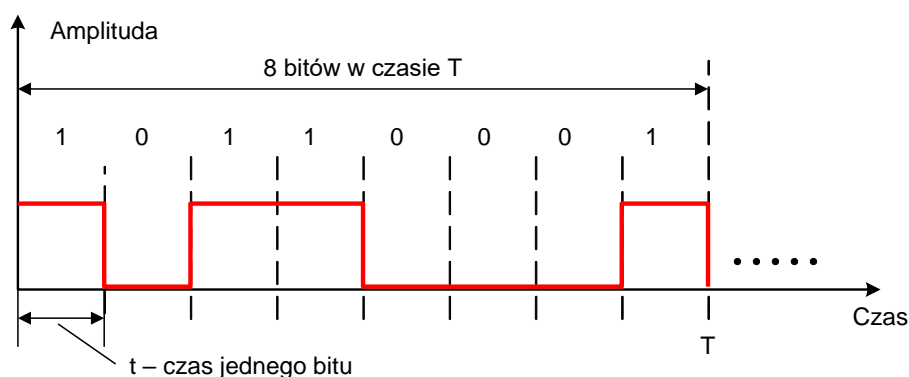 Amplituda
8 bitów w czasie T
1 0 1 1 0 0 0 1
Czas
T
t – czas jednego bitu